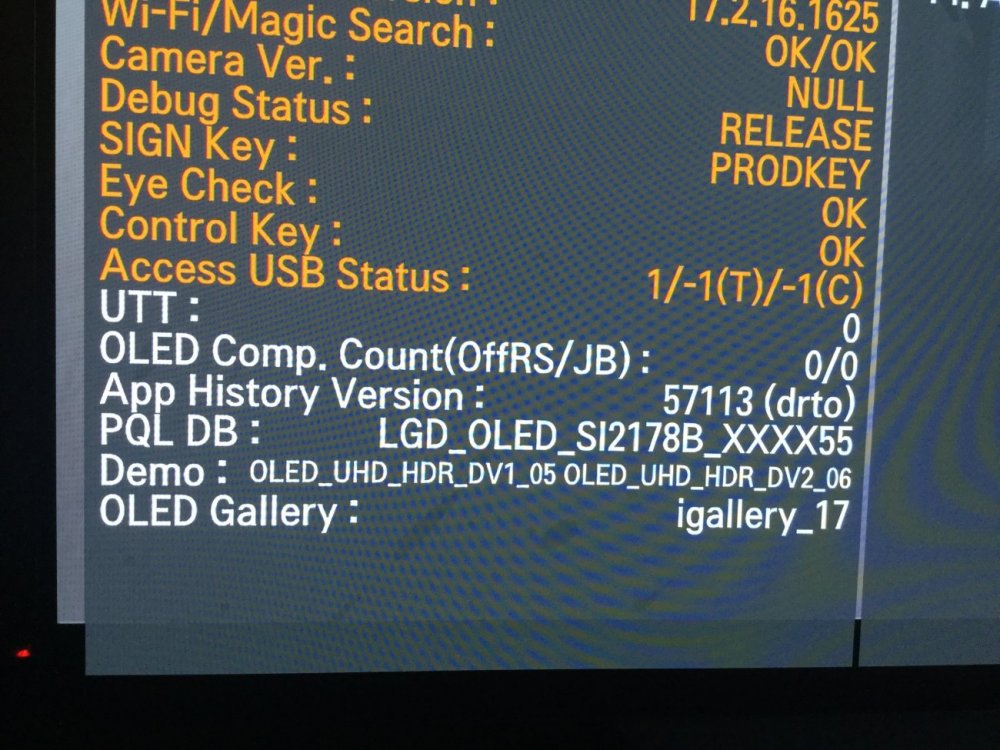 Wi-Fi/Magic Search : 17.2.16.1625
Camera Ver. : OK/OK
Debug Status : NULL
SIGN Key : RELEASE
Eye Check : PRODKEY
Control Key : OK
Access USB Status : OK
UTT : 1/-1(T)/-1(C)
OLED Comp. Count(OffRS/JB) : 0
App History Version : 0/0
PQL DB : 57113 (drto)
Demo : LGD_OLED_SI2178B_XXXX55
OLED_UHD_HDR_DV1_05 OLED_UHD_HDR_DV2_06
OLED Gallery : igallery_17